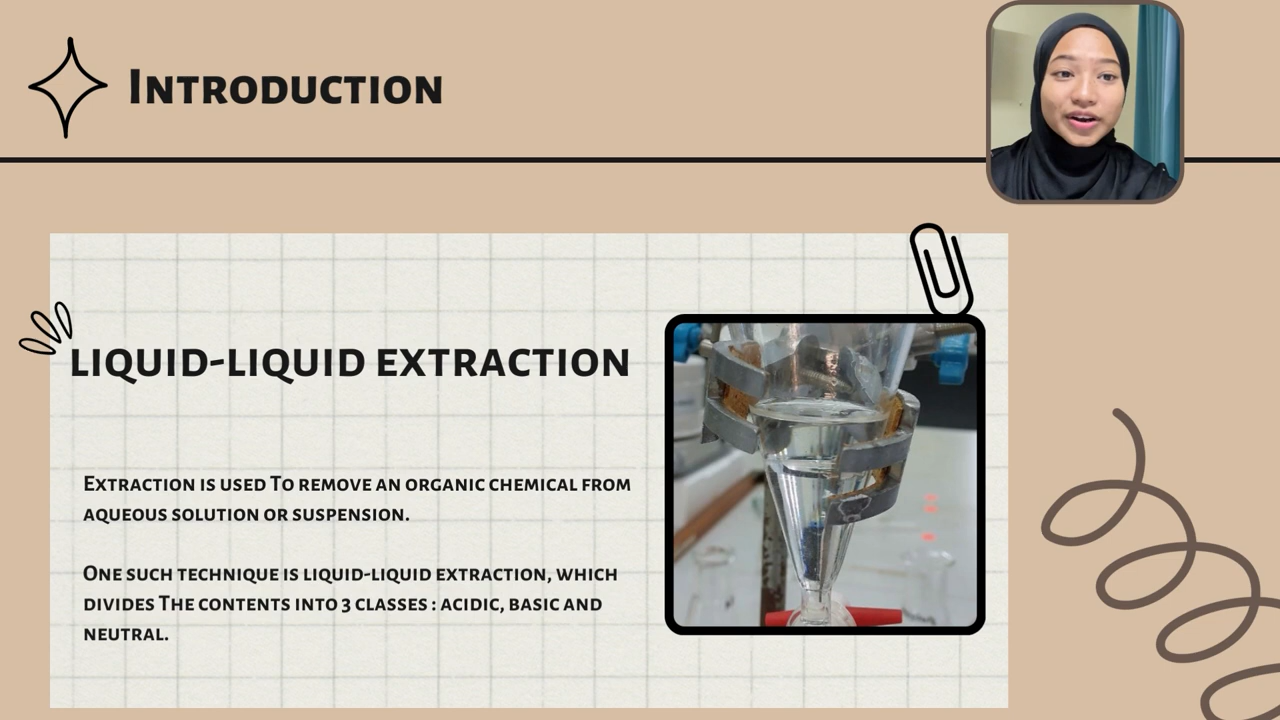 Introduction
LIQUID-LIQUID EXTRACTION
Extraction is used To remove an organic chemical from
aqueous solution or suspension.
One such technique is liquid-liquid extraction, which
divides The contents into 3 classes : acidic, basic and
neutral.